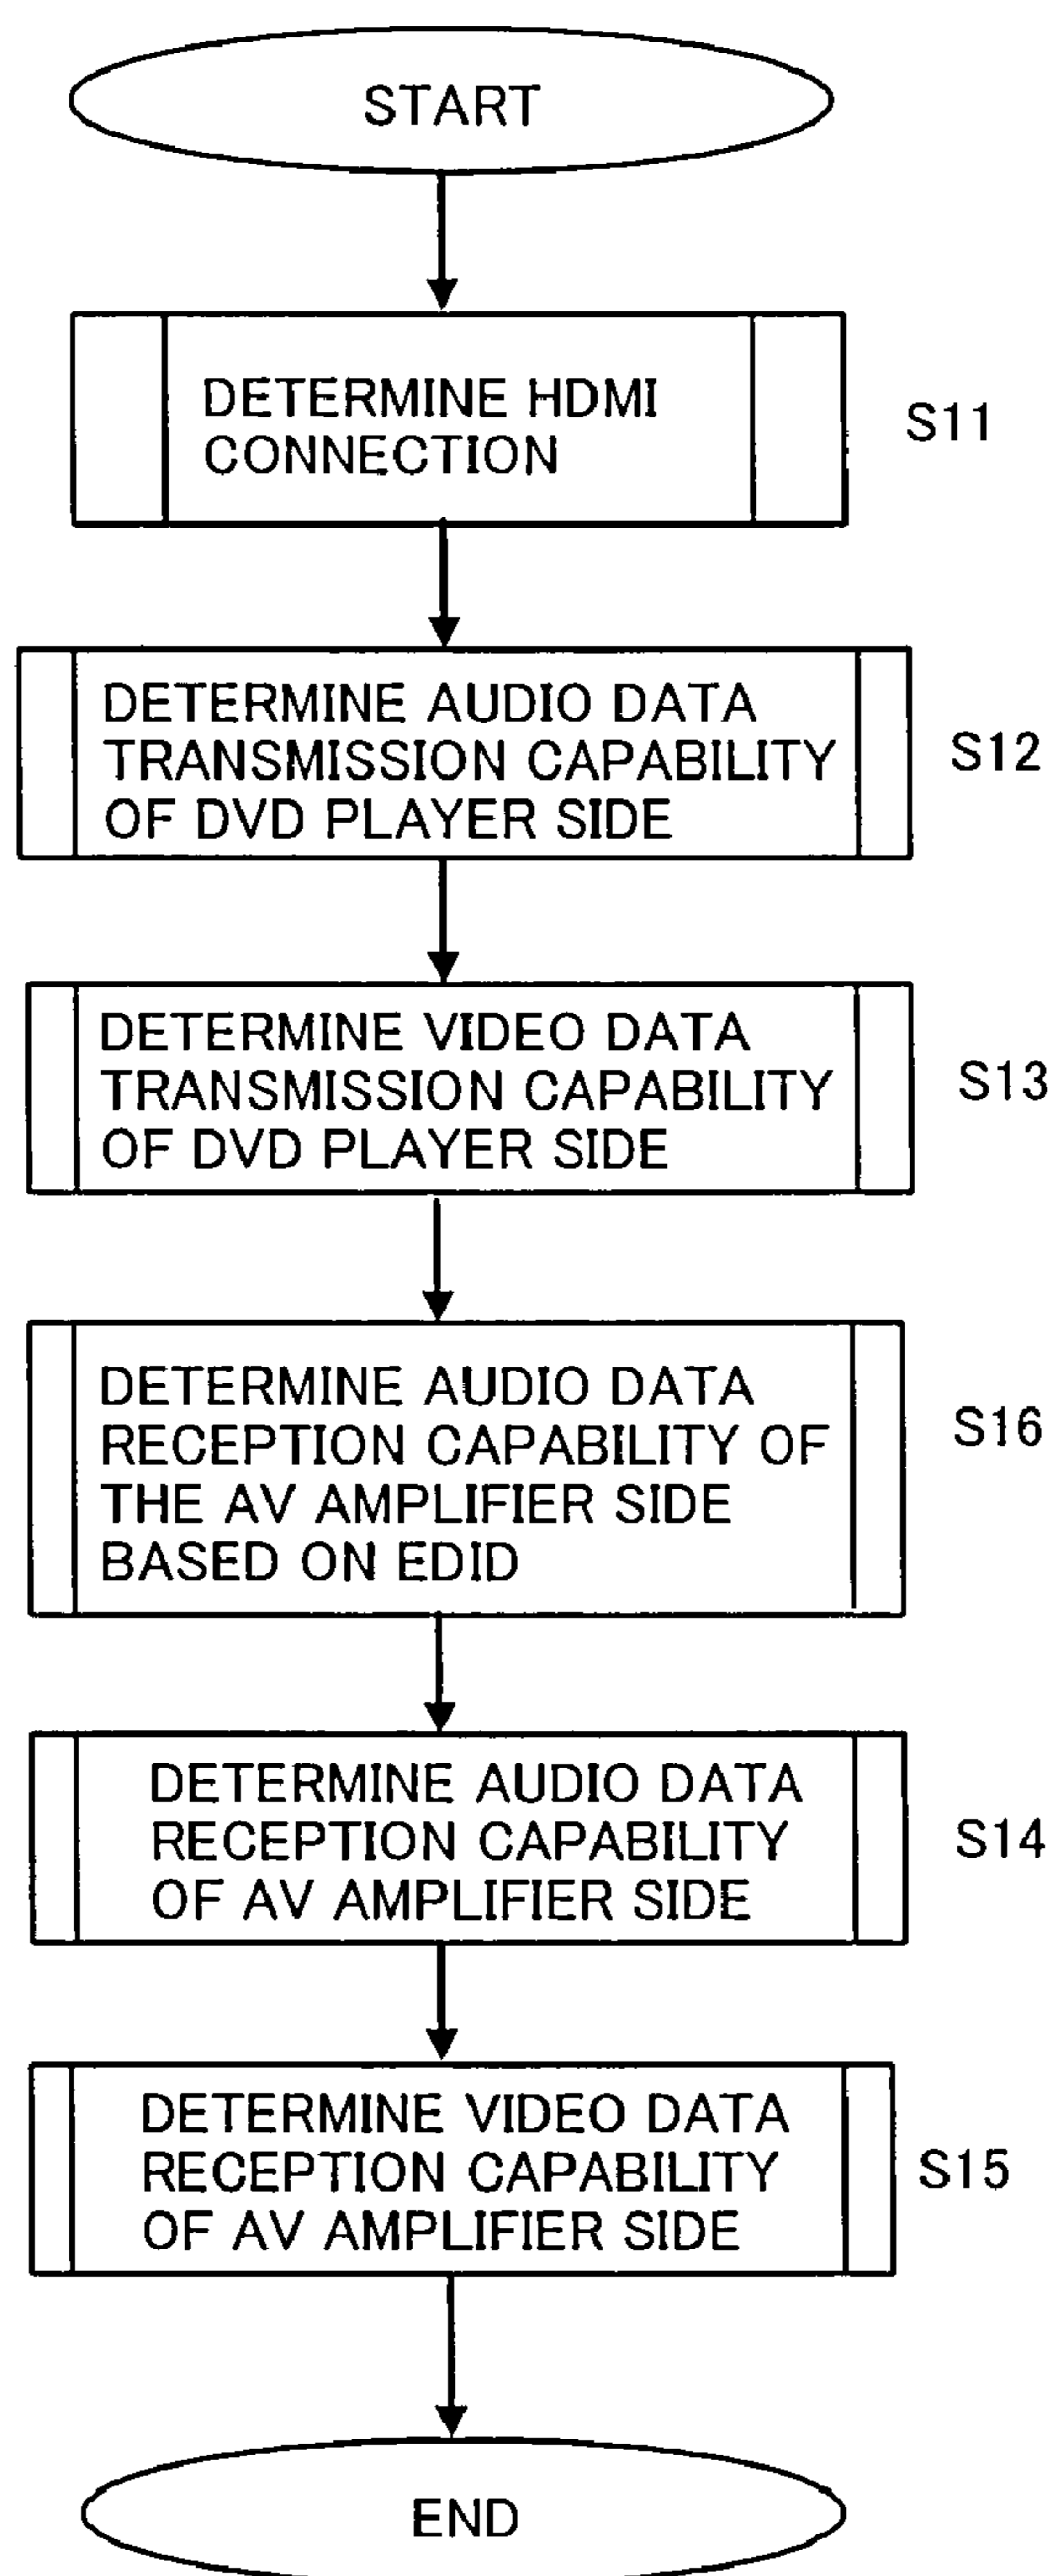 START
DETERMINE HDMI
CONNECTION
S11
DETERMINE AUDIO DATA
TRANSMISSION CAPABILITY
OF DVD PLAYER SIDE
S12
DETERMINE VIDEO DATA
TRANSMISSION CAPABILITY
OF DVD PLAYER SIDE
S13
DETERMINE AUDIO DATA
RECEPTION CAPABILITY OF
THE AV AMPLIFIER SIDE
BASED ON EDID
S16
DETERMINE AUDIO DATA
RECEPTION CAPABILITY
OF AV AMPLIFIER SIDE
S14
DETERMINE VIDEO DATA
RECEPTION CAPABILITY
OF AV AMPLIFIER SIDE
S15
END